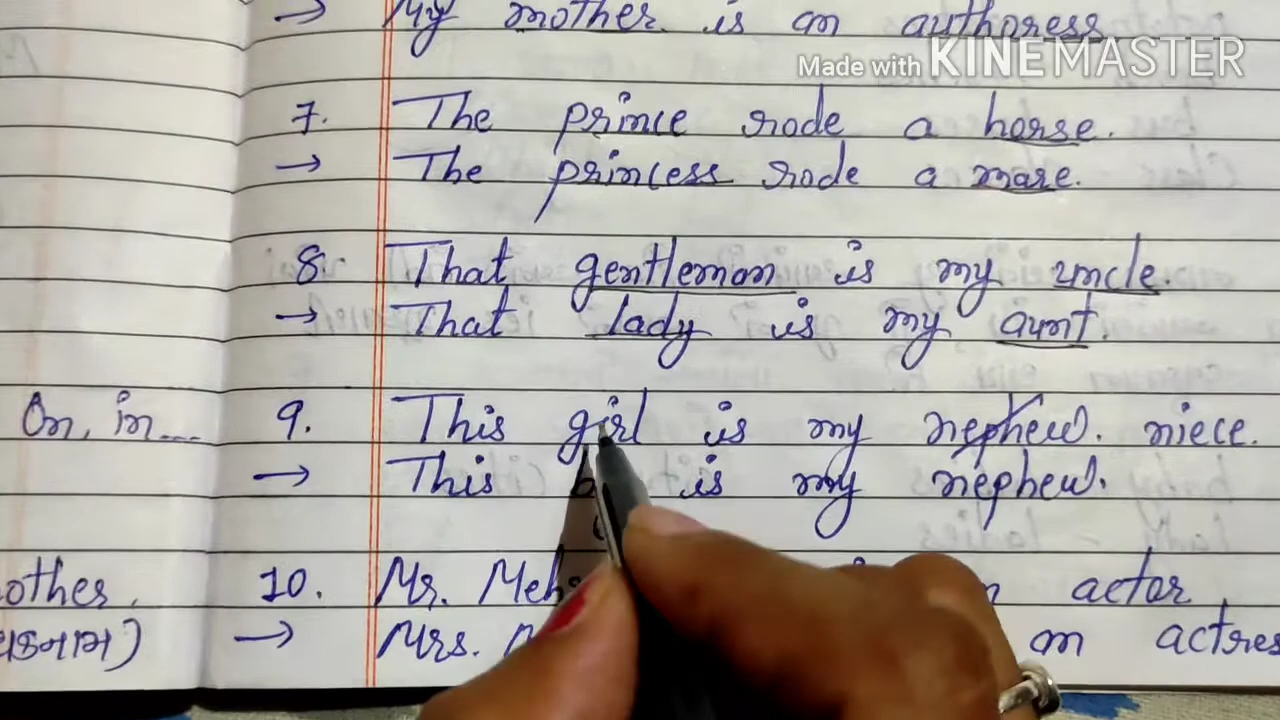 → My mother is an authoress
Made with KINEMASTER
7. The prince rode a horse.
→ The princess rode a mare.
8. That gentleman is my uncle.
→ That lady is my aunt.
On, in... 9. This girl is my nephew. niece.
→ This is my nephew.
other, 10. Mr. Meh actor
→ Mrs. an actres